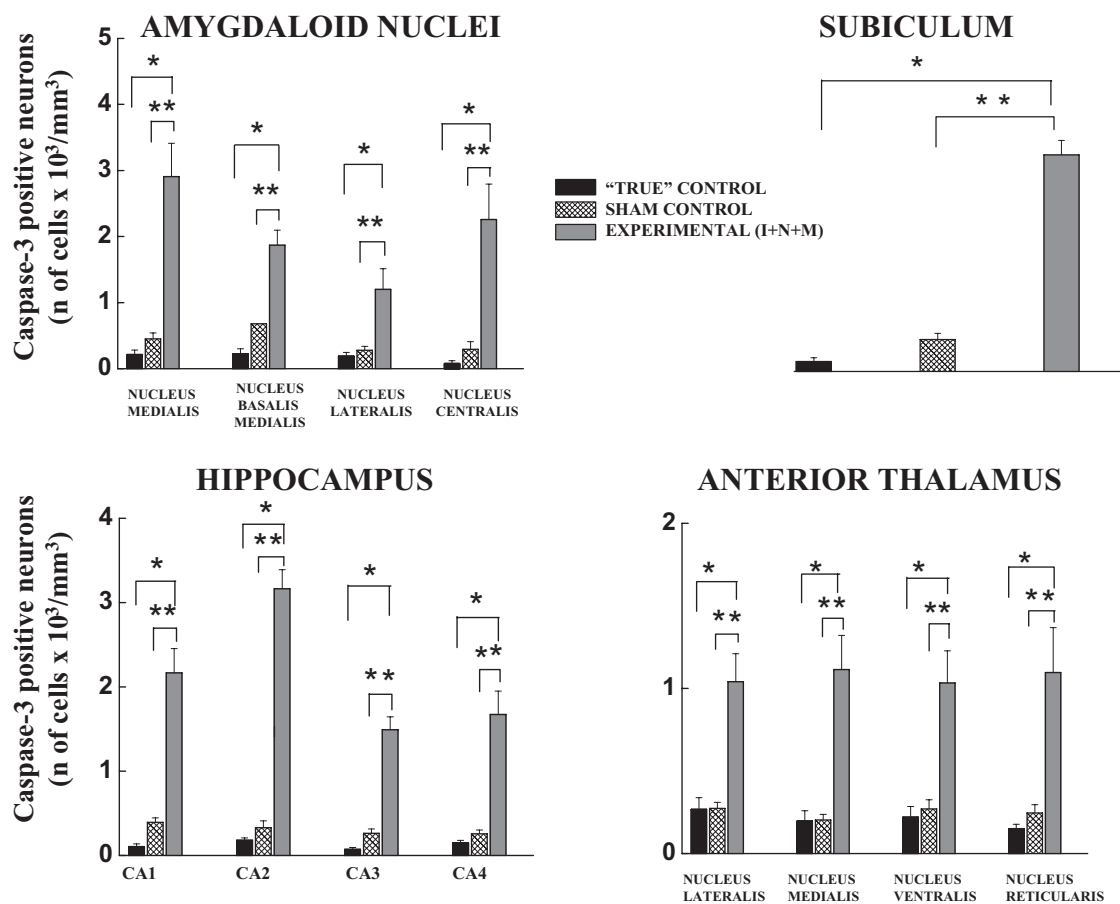 AMYGDALOID NUCLEI
Caspase-3 positive neurons
(n of cells x 10³/mm³)
5
4
3
2
1
0
* ** * ** * ** * **
NUCLEUS MEDIALIS
NUCLEUS BASALIS MEDIALIS
NUCLEUS LATERALIS
NUCLEUS CENTRALIS
SUBICULUM
*
* *
“TRUE” CONTROL
SHAM CONTROL
EXPERIMENTAL (I+N+M)
HIPPOCAMPUS
Caspase-3 positive neurons
(n of cells x 10³/mm³)
4
3
2
1
0
* ** * ** * ** * **
CA1 CA2 CA3 CA4
ANTERIOR THALAMUS
2
1
0
* ** * ** * ** * **
NUCLEUS LATERALIS
NUCLEUS MEDIALIS
NUCLEUS VENTRALIS
NUCLEUS RETICULARIS